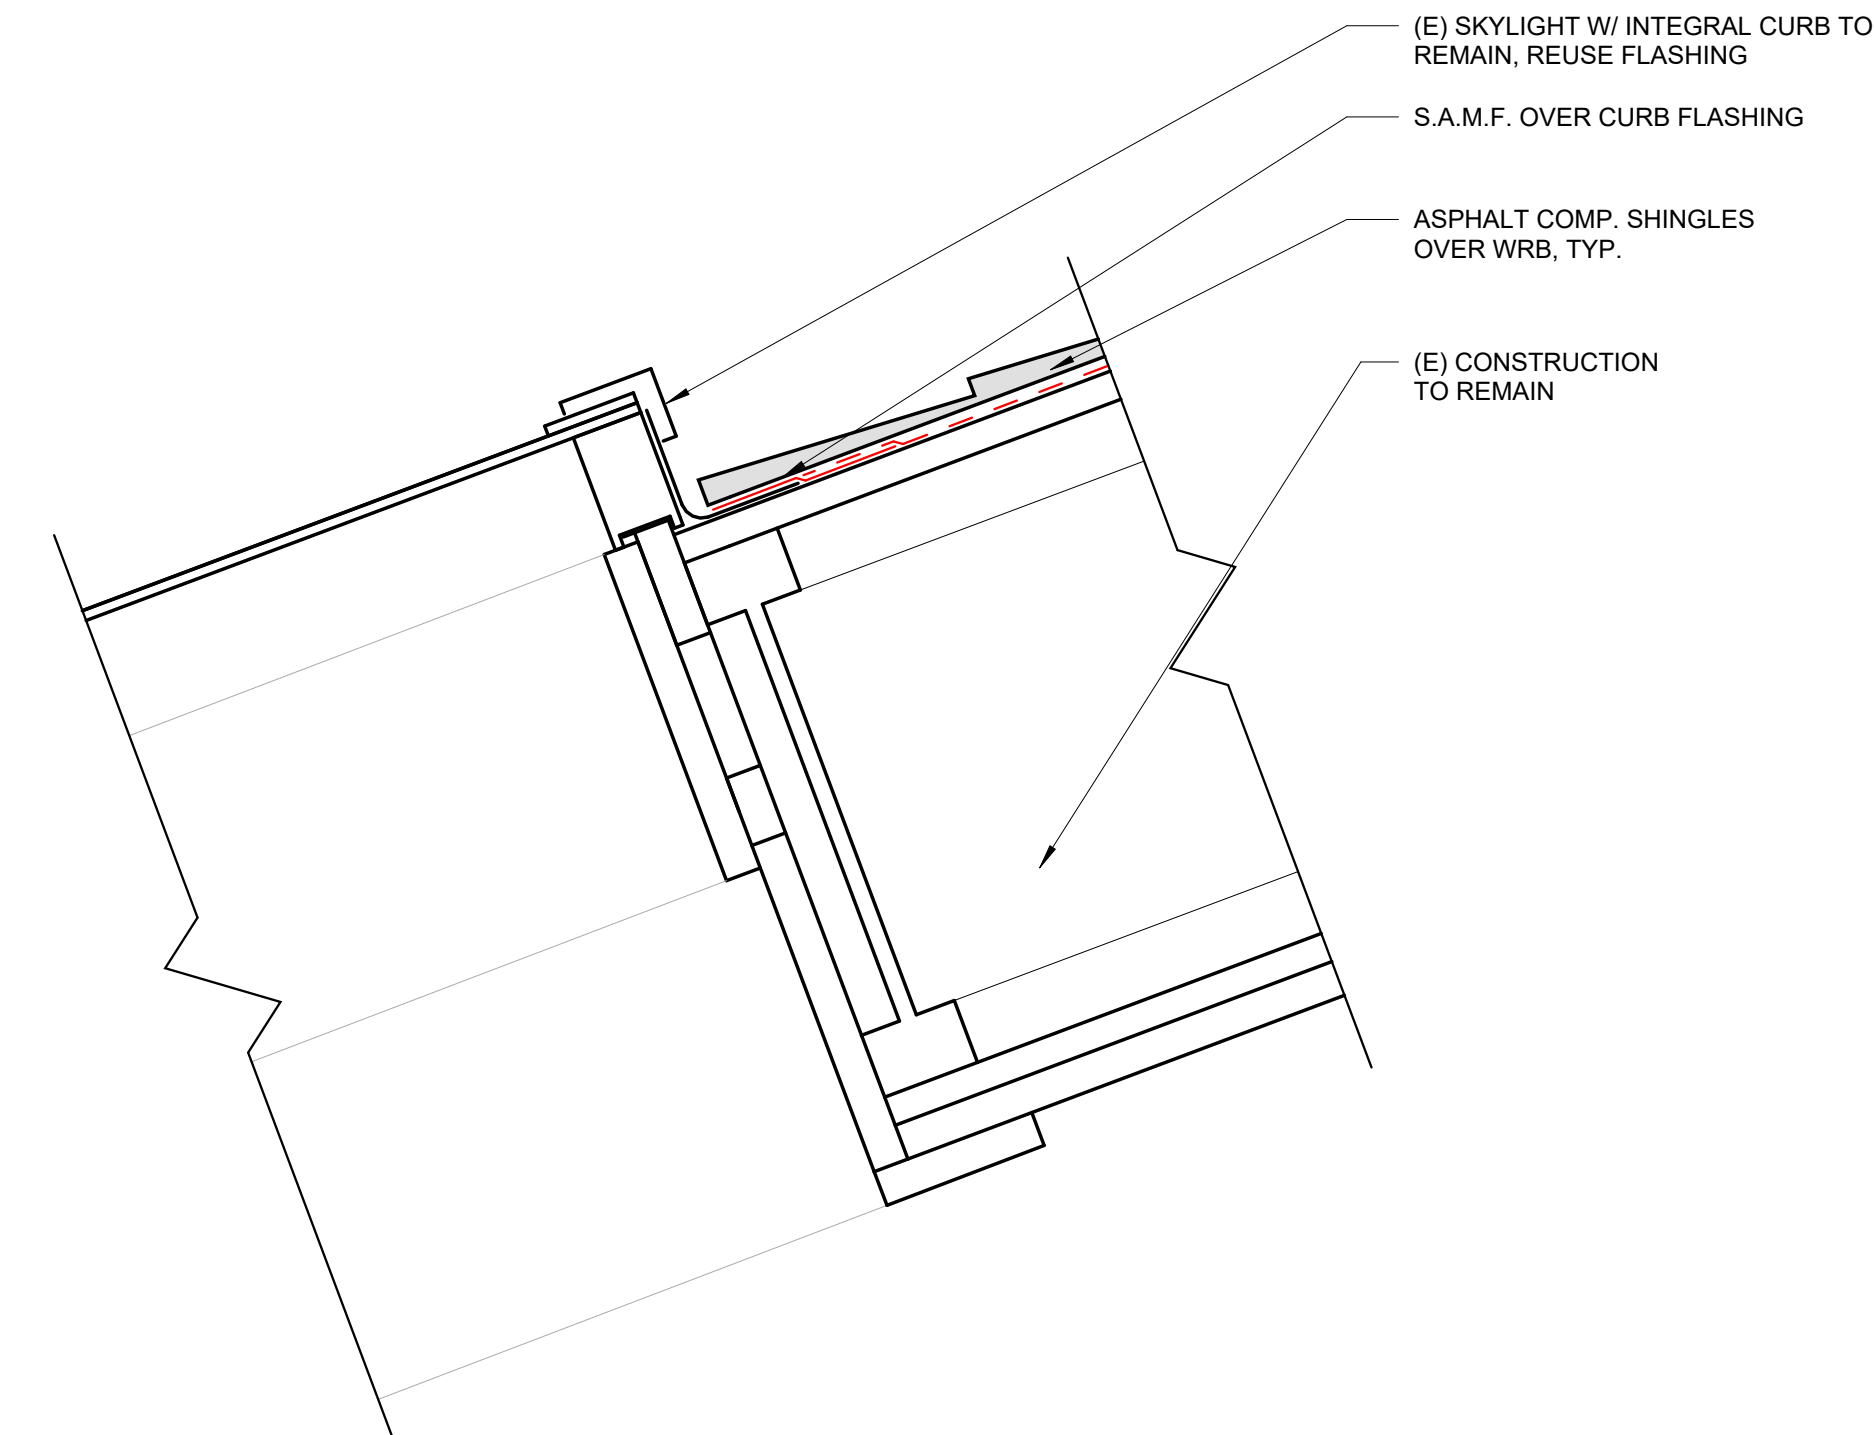 (E) SKYLIGHT W/ INTEGRAL CURB TO
REMAIN, REUSE FLASHING
S.A.M.F. OVER CURB FLASHING
ASPHALT COMP. SHINGLES
OVER WRB, TYP.
(E) CONSTRUCTION
TO REMAIN